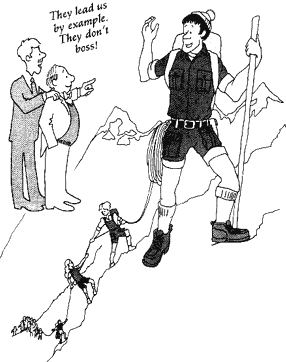 They lead us
by example.
They don't
boss!